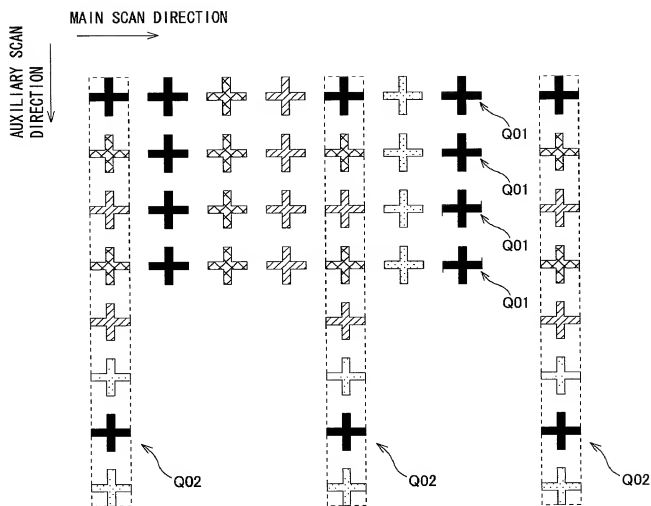 MAIN SCAN DIRECTION
AUXILIARY SCAN
DIRECTION
Q01
Q01
Q01
Q01
Q02
Q02
Q02